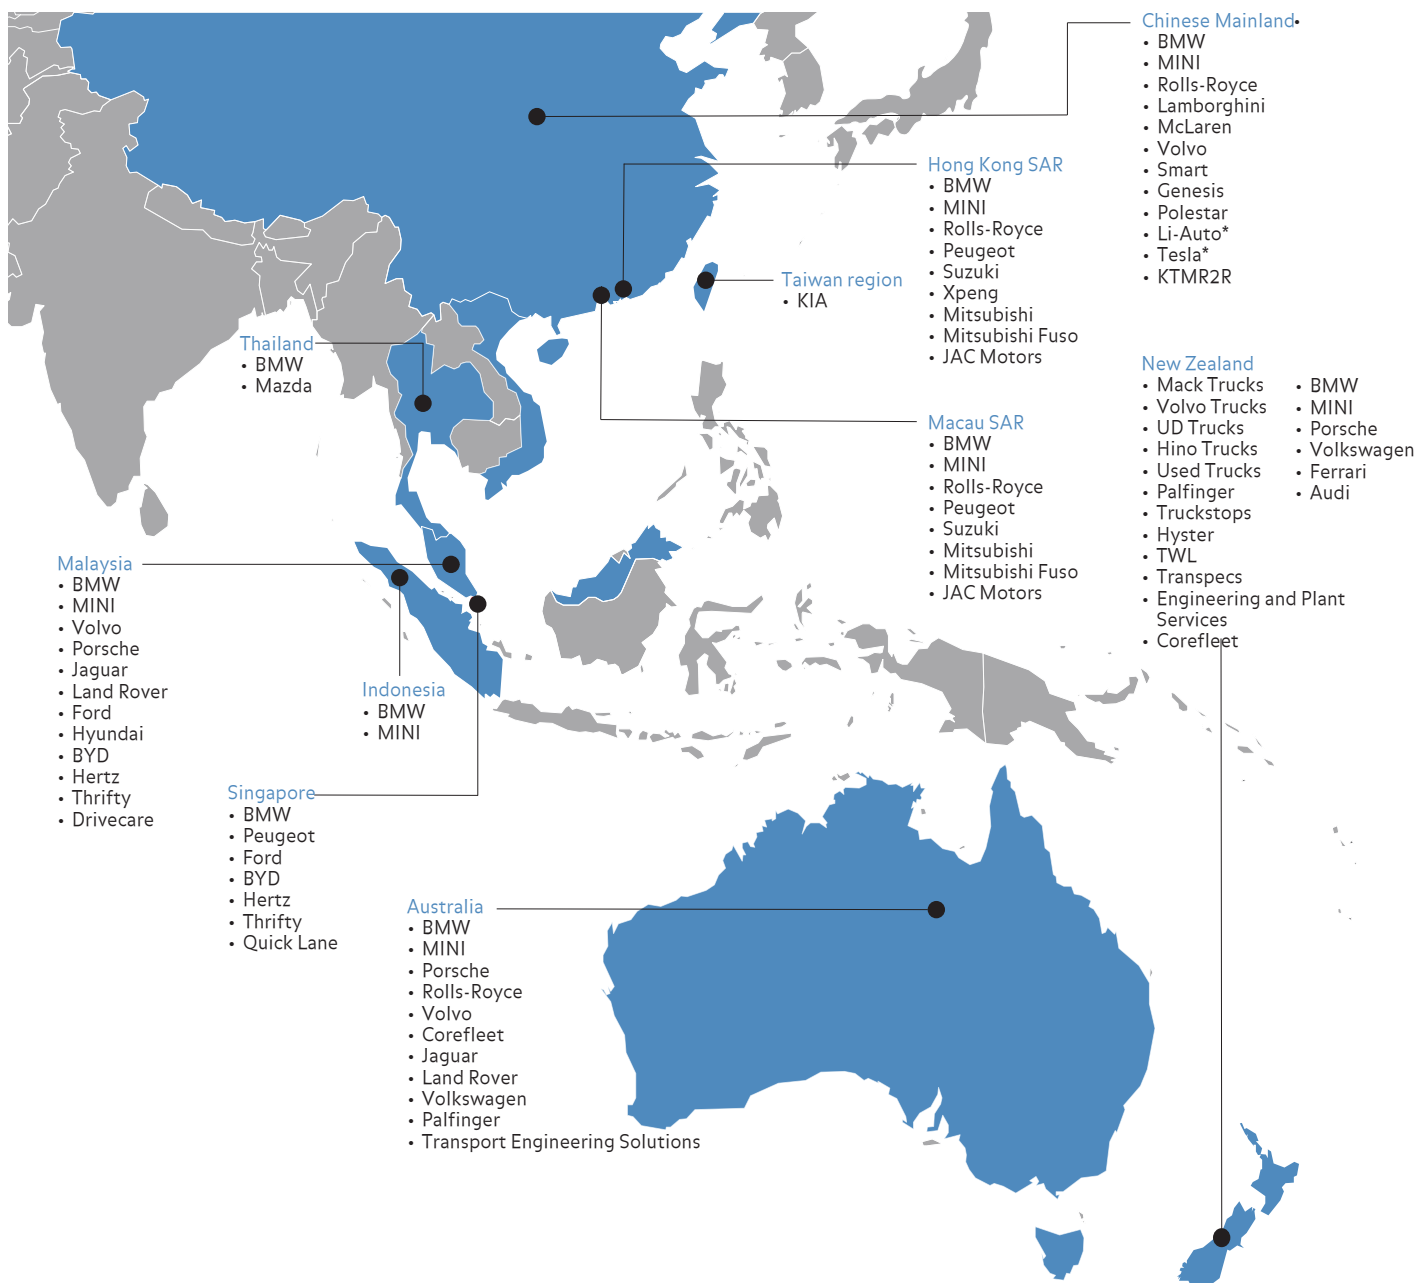 Chinese Mainland•
• BMW
• MINI
• Rolls-Royce
• Lamborghini
• McLaren
• Volvo
• Smart
• Genesis
• Polestar
• Li-Auto*
• Tesla*
• KTMR2R
Hong Kong SAR
• BMW
• MINI
• Rolls-Royce
• Peugeot
• Suzuki
• Xpeng
• Mitsubishi
• Mitsubishi Fuso
• JAC Motors
Taiwan region
• KIA
Thailand
• BMW
• Mazda
New Zealand
• Mack Trucks
• Volvo Trucks
• UD Trucks
• Hino Trucks
• Used Trucks
• Palfinger
• Truckstops
• Hyster
• TWL
• Transpecs
• Engineering and Plant
Services
• Corefleet
• BMW
• MINI
• Porsche
• Volkswagen
• Ferrari
• Audi
Macau SAR
• BMW
• MINI
• Rolls-Royce
• Peugeot
• Suzuki
• Mitsubishi
• Mitsubishi Fuso
• JAC Motors
Malaysia
• BMW
• MINI
• Volvo
• Porsche
• Jaguar
• Land Rover
• Ford
• Hyundai
• BYD
• Hertz
• Thrifty
• Drivecare
Indonesia
• BMW
• MINI
Singapore
• BMW
• Peugeot
• Ford
• BYD
• Hertz
• Thrifty
• Quick Lane
Australia
• BMW
• MINI
• Porsche
• Rolls-Royce
• Volvo
• Corefleet
• Jaguar
• Land Rover
• Volkswagen
• Palfinger
• Transport Engineering Solutions